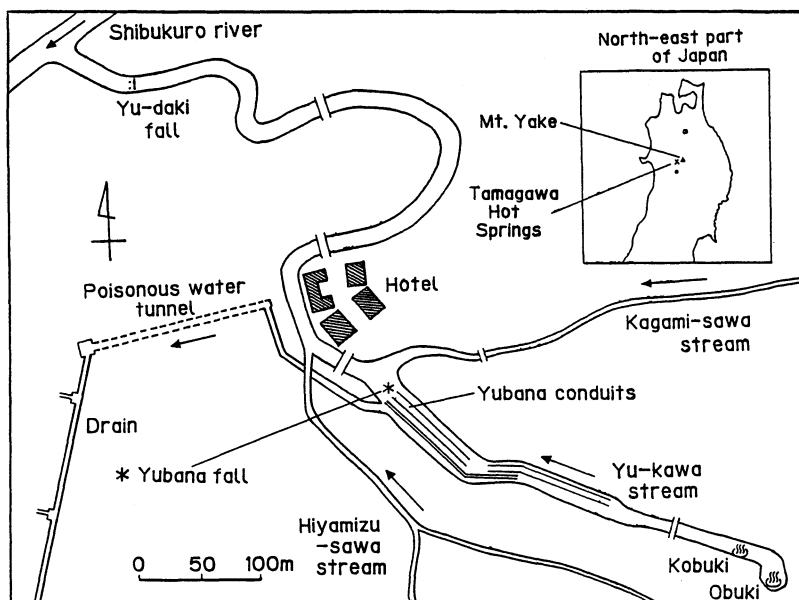 Shibukuro river
North-east part
of Japan
Yu-daki
fall
Mt. Yake
Tamagawa
Hot
Springs
Poisonous water
tunnel
Hotel
Kagami-sawa
stream
Yubana conduits
Drain
* Yubana fall
Yu-kawa
stream
Hiyamizu
-sawa
stream
0 50 100m
Kobuki
Obuki